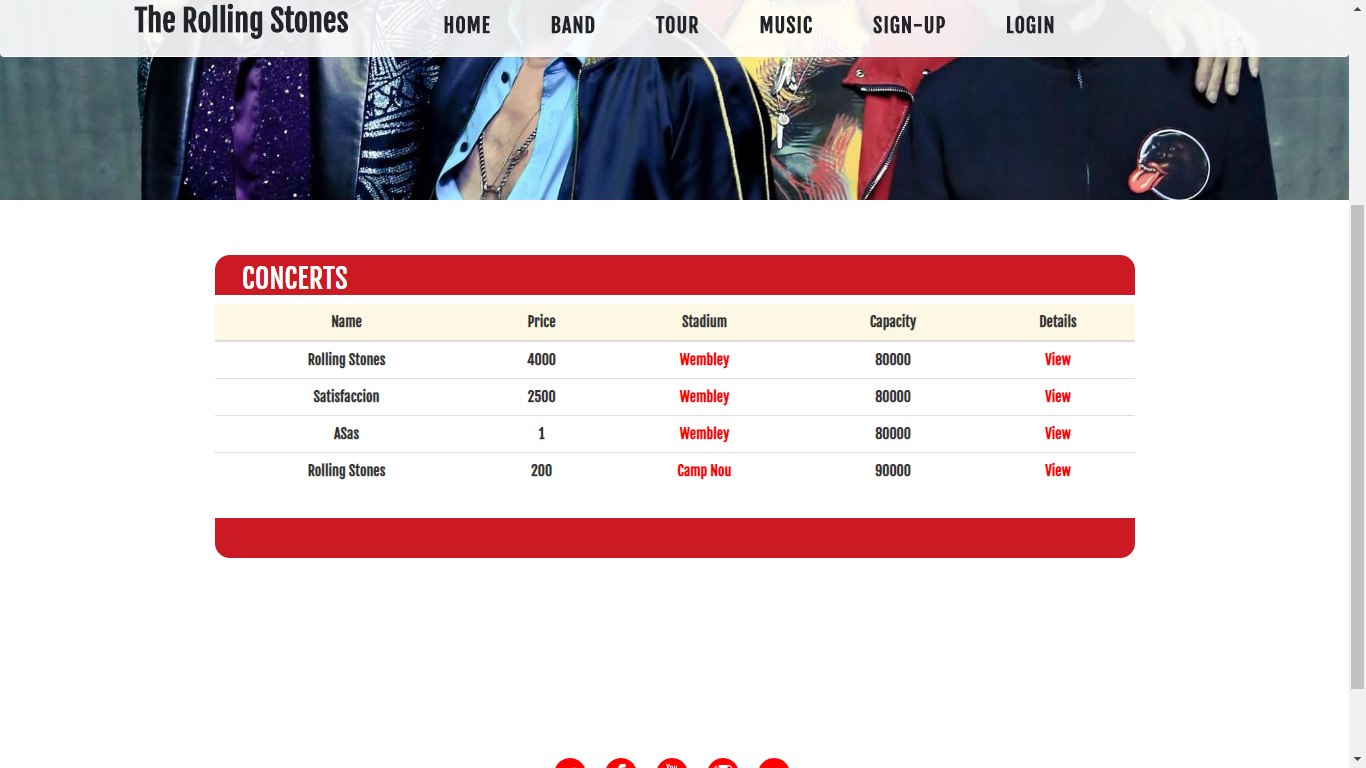 The Rolling Stones HOME BAND TOUR MUSIC SIGN-UP LOGIN
CONCERTS
Name Price Stadium Capacity Details
Rolling Stones 4000 Wembley 80000 View
Satisfaccion 2500 Wembley 80000 View
ASas 1 Wembley 80000 View
Rolling Stones 200 Camp Nou 90000 View
You